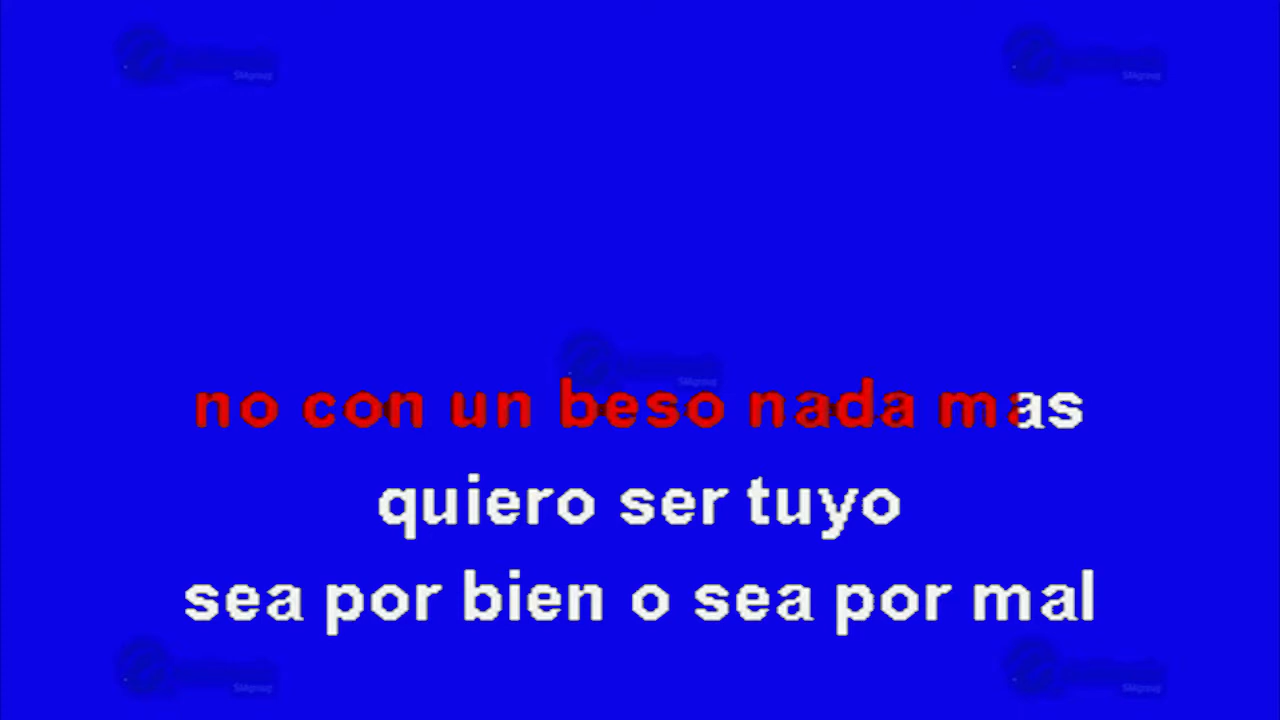 no con un beso nada mas
quiero ser tuyo
sea por bien o sea por mal